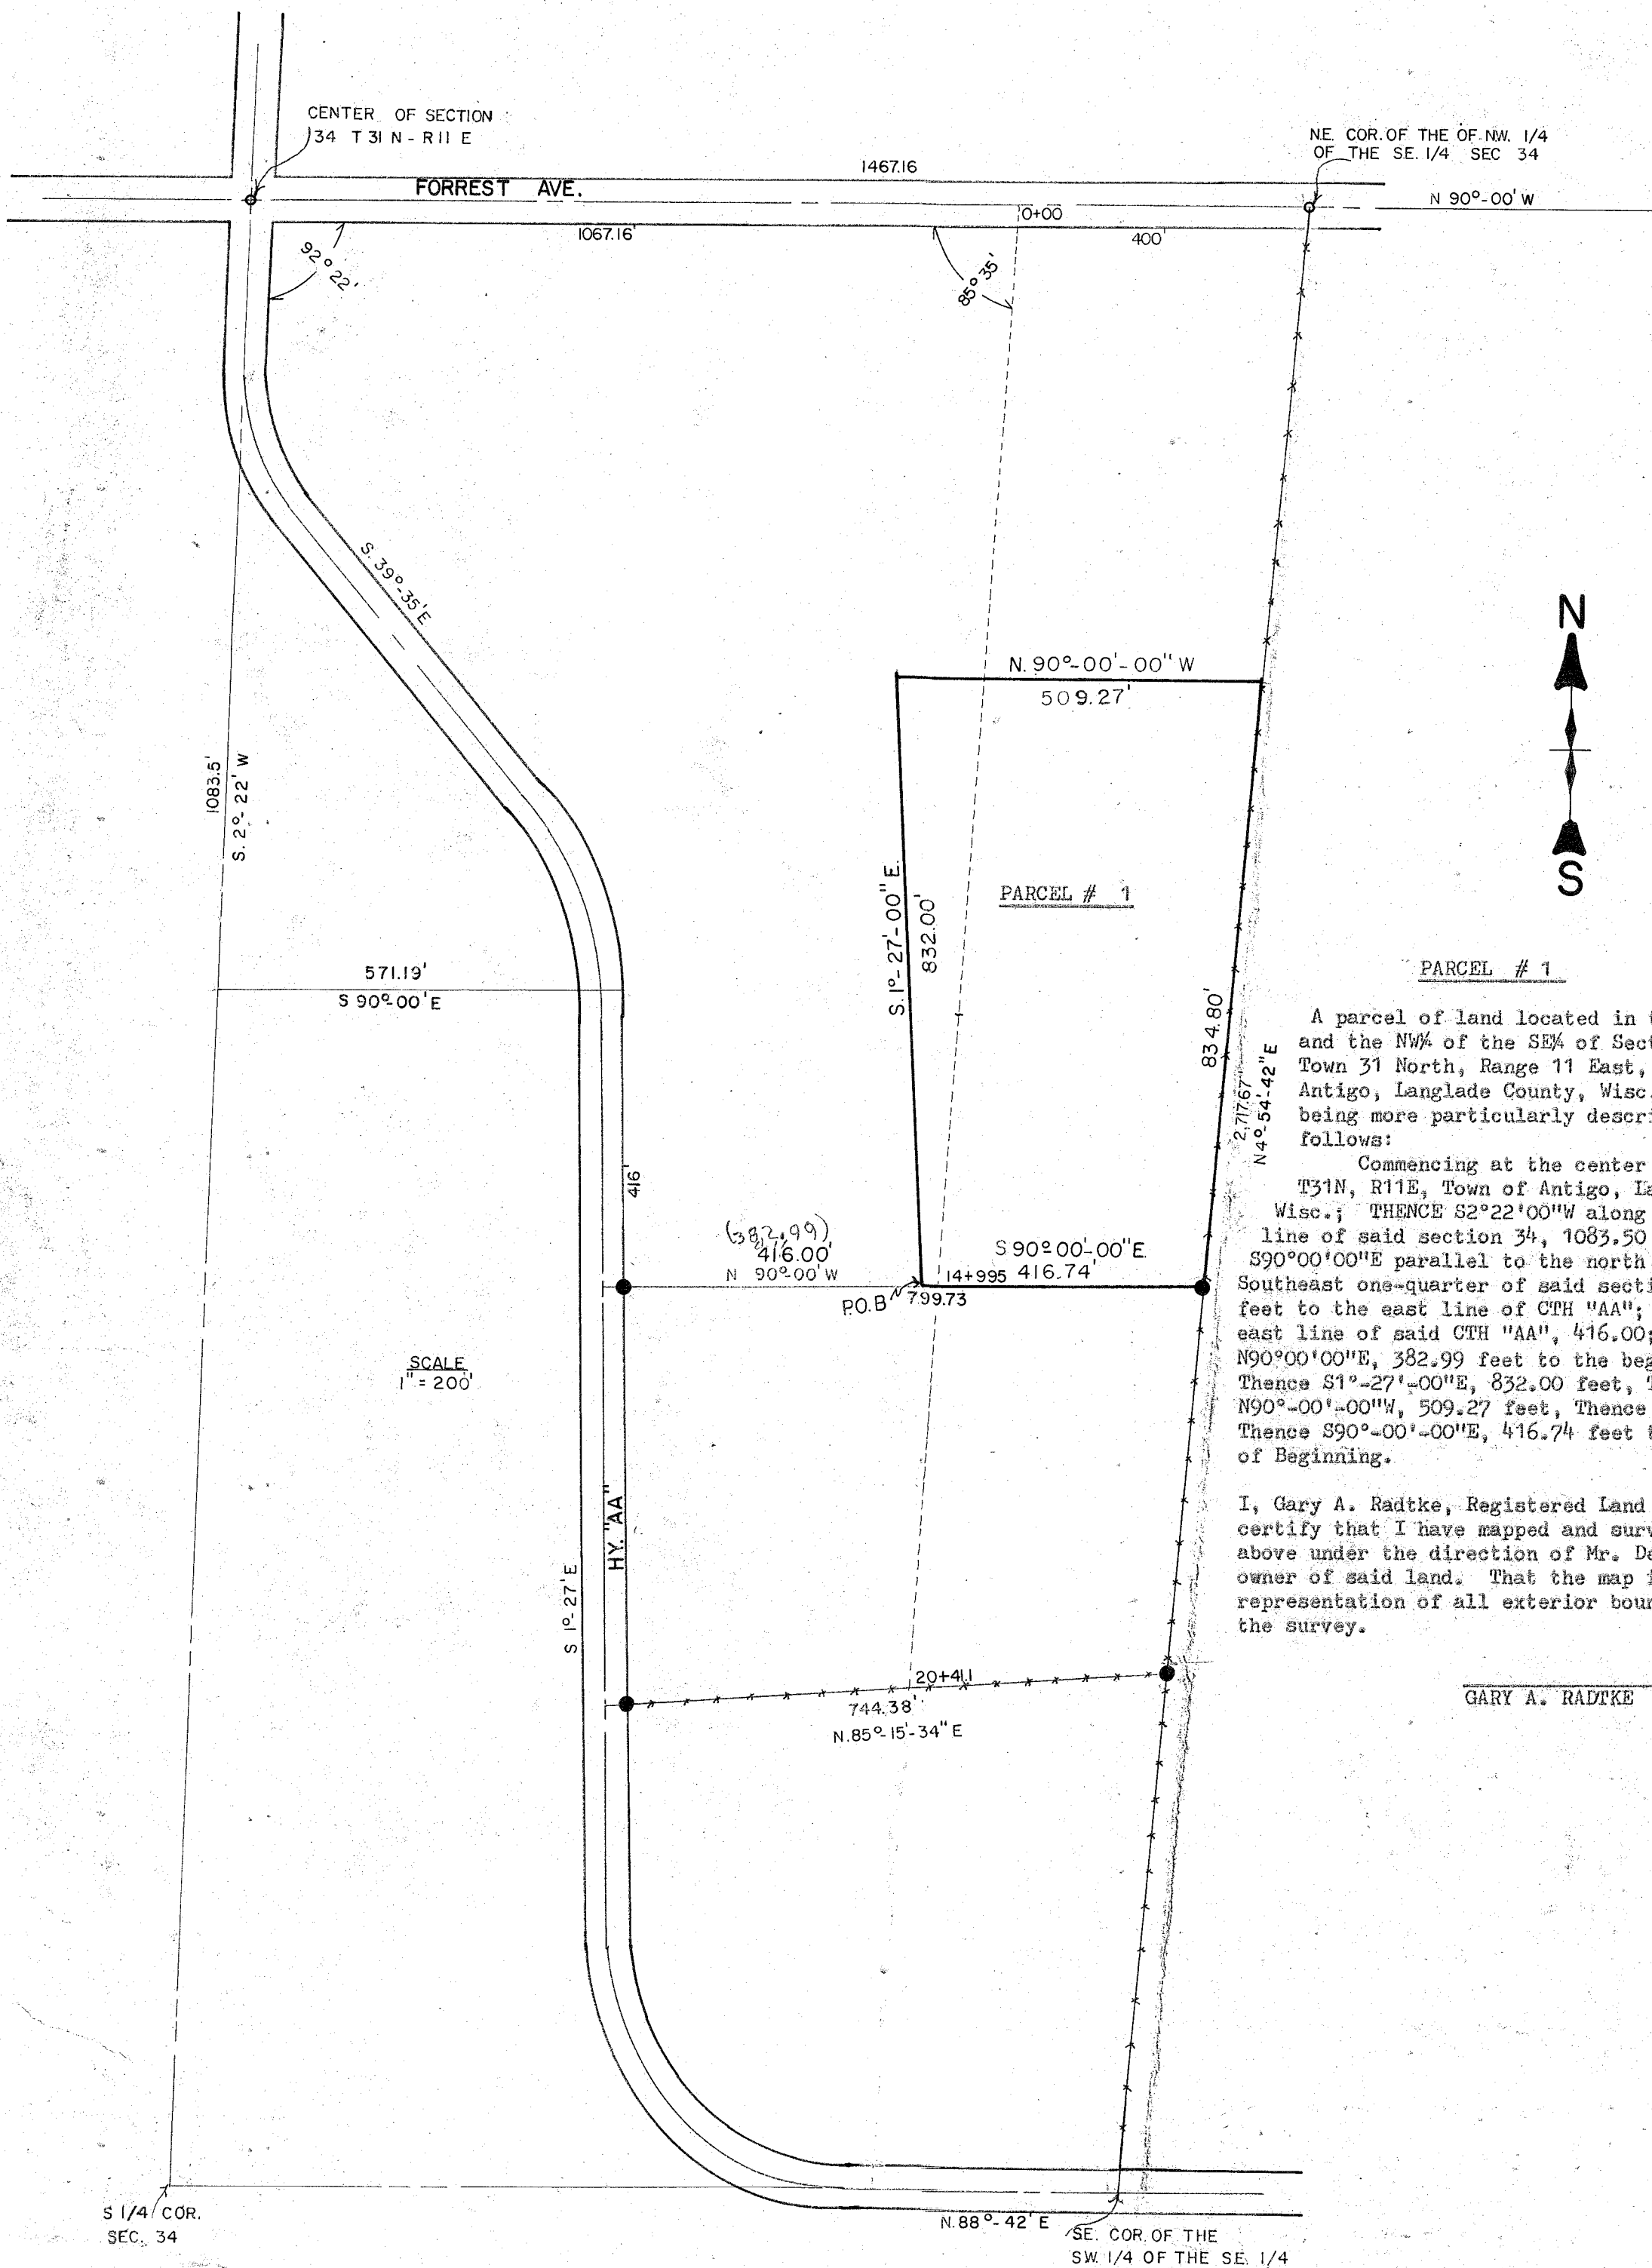 CENTER OF SECTION
34 T 31 N - R 11 E
N.E. COR. OF THE OF NW. 1/4
OF THE SE. 1/4 SEC 34
1467.16
FORREST AVE.
N 90°-00' W
0+00
1067.16'
400'
92° 22'
85° 35'
S. 39°-35' E
N
S
N. 90°-00'-00" W
509.27'
1083.5'
S. 2°- 22' W
S. 1°- 27'- 00" E.
832.00'
PARCEL # 1
571.19'
S 90°-00' E
834.80'
2,717.67'
N 4°-54'-42" E
416'
(382.99)
416.00'
N 90°-00' W
S 90° 00'-00" E.
14+995 416.74'
P.O.B
799.73
SCALE
1" = 200'
PARCEL # 1
A parcel of land located in
and the NW¼ of the SE¼ of Sec
Town 31 North, Range 11 East,
Antigo, Langlade County, Wisc.
being more particularly descri
follows:
Commencing at the center
T31N, R11E, Town of Antigo, La
Wisc.; THENCE S2°22'00"W along
line of said section 34, 1083.50
S90°00'00"E parallel to the north
Southeast one-quarter of said secti
feet to the east line of CTH "AA";
east line of said CTH "AA", 416.00;
N90°00'00"E, 382.99 feet to the beg
Thence S1°-27'-00"E, 832.00 feet, T
N90°-00'-00"W, 509.27 feet, Thence
Thence S90°-00'-00"E, 416.74 feet t
of Beginning.
I, Gary A. Radtke, Registered Land
certify that I have mapped and surv
above under the direction of Mr. Da
owner of said land. That the map i
representation of all exterior boun
the survey.
GARY A. RADTKE
HY. "AA"
S 1°- 27' E
20+41.1
744.38'
N. 85°-15'-34" E
S 1/4 COR.
SEC. 34
N. 88°- 42' E
SE. COR. OF THE
SW. 1/4 OF THE SE. 1/4